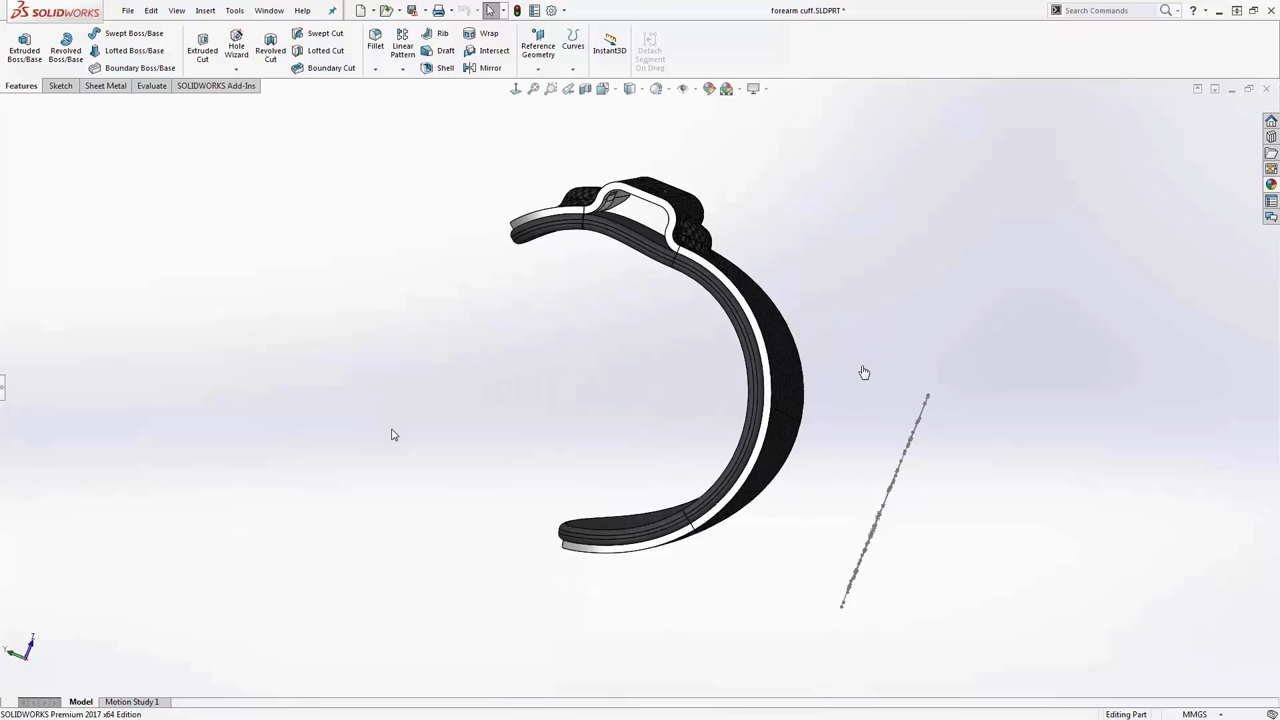 SOLIDWORKS File Edit View Insert Tools Window Help forearm cuff.SLDPRT * Search Commands
Extruded Boss/Base Revolved Boss/Base Swept Boss/Base Lofted Boss/Base Boundary Boss/Base Extruded Cut Hole Wizard Revolved Cut Swept Cut Lofted Cut Boundary Cut Fillet Linear Pattern Rib Draft Shell Wrap Intersect Mirror Reference Geometry Curves Instant3D Detach Segment On Drag
Features Sketch Sheet Metal Evaluate SOLIDWORKS Add-Ins
Z
Y
Model Motion Study 1
SOLIDWORKS Premium 2017 x64 Edition Editing Part MMGS